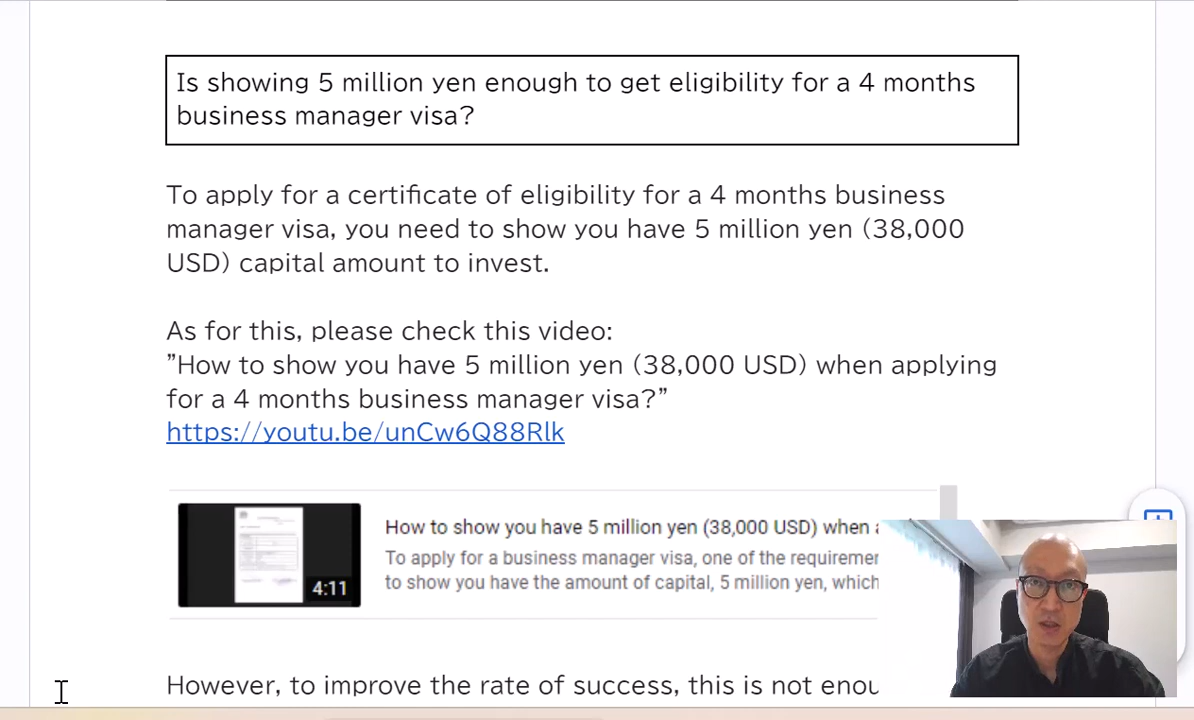 Is showing 5 million yen enough to get eligibility for a 4 months
business manager visa?
To apply for a certificate of eligibility for a 4 months business
manager visa, you need to show you have 5 million yen (38,000
USD) capital amount to invest.
As for this, please check this video:
”How to show you have 5 million yen (38,000 USD) when applying
for a 4 months business manager visa?”
https://youtu.be/unCw6Q88Rlk
How to show you have 5 million yen (38,000 USD) when
To apply for a business manager visa, one of the
4:11
to show you have the amount of capital, 5 million yen, which
However, to improve the rate of success, this is not